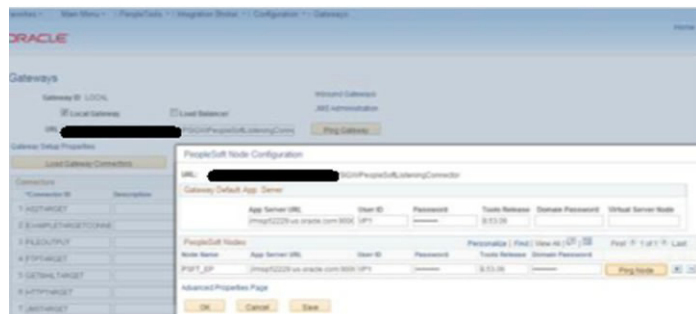 Favorites Main Menu > PeopleTools > Integration Broker > Configuration > Gateways
ORACLE
Home
Gateways
Gateway ID LOCAL
Inbound Gateways
JMS Administration
Local Gateway Load Balancer
URL PSIGW/PeopleSoftListeningConn Ping Gateway
Gateway Setup Properties
Load Gateway Connectors
Connectors
*Connector ID Description
1 AS2TARGET
2 EXAMPLETARGETCONNE
3 FILEOUTPUT
4 FTPTARGET
5 GETMAILTARGET
6 HTTPTARGET
7 JMSTARGET
PeopleSoft Node Configuration
URL: SIGW/PeopleSoftListeningConnector
Gateway Default App. Server
App Server URL User ID Password Tools Release Domain Password Virtual Server Node
VP1 8.53.06
PeopleSoft Nodes Personalize | Find | View All | First 1 of 1 Last
Node Name App Server URL User ID Password Tools Release Domain Password
PSFT_EP VP1 8.53.06 Ping Node
Advanced Properties Page
OK Cancel Save